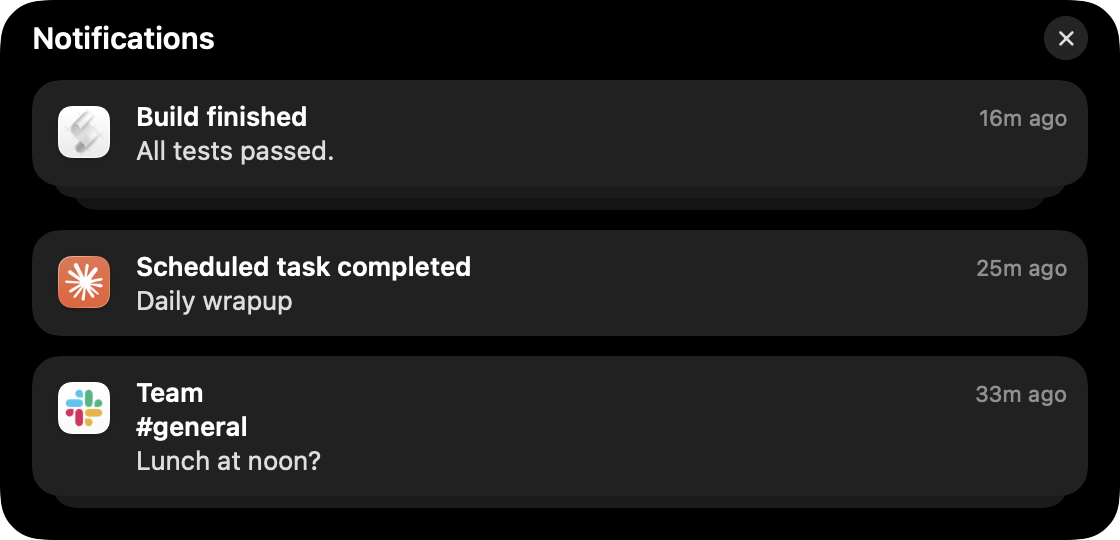 Notifications
Build finished
16m ago
All tests passed.
Scheduled task completed
25m ago
Daily wrapup
Team
33m ago
#general
Lunch at noon?